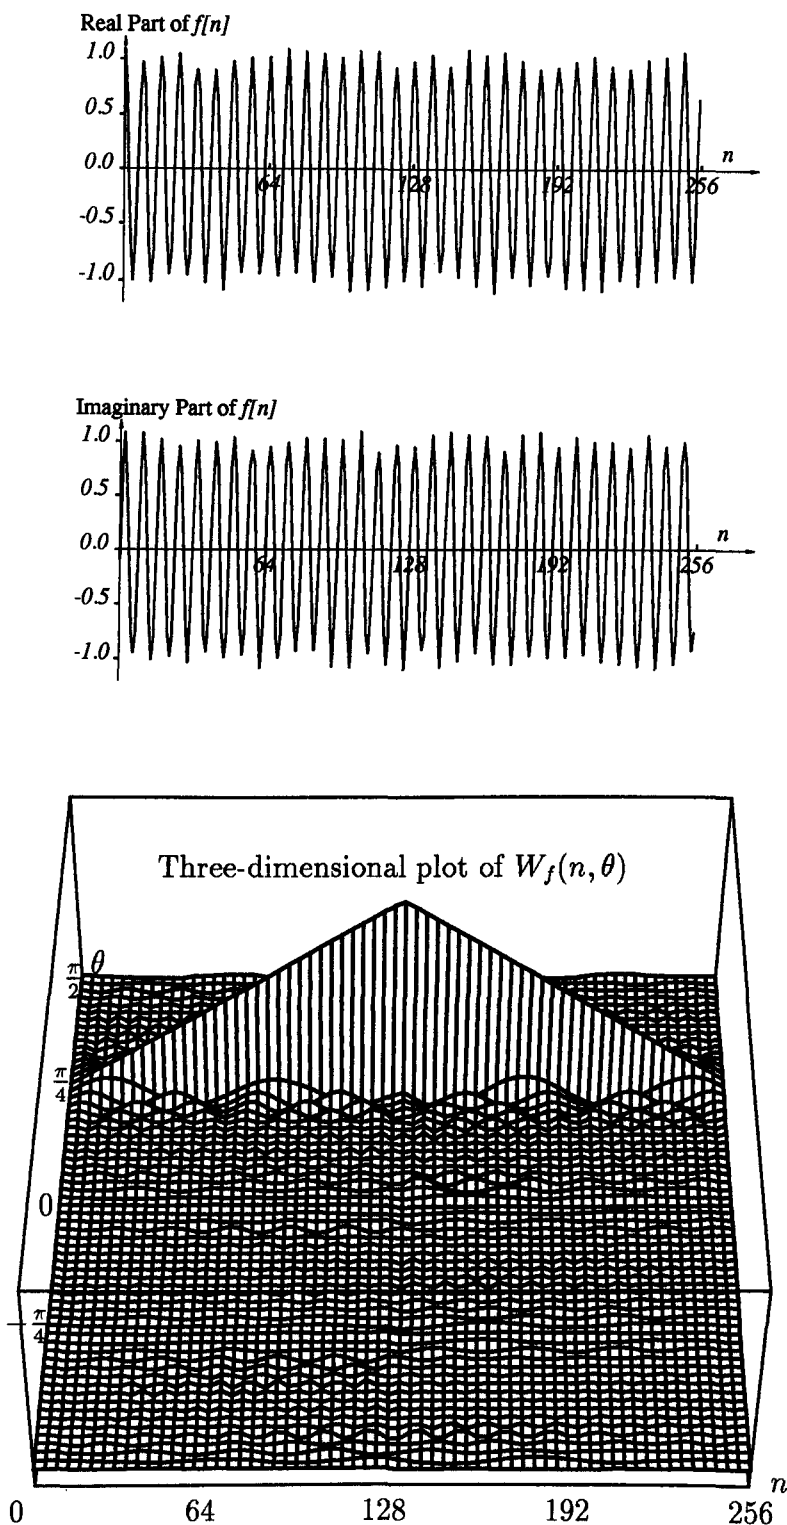 Real Part of f[n]
1.0
0.5
0.0
-0.5
-1.0
64
128
192
256
n
Imaginary Part of f[n]
1.0
0.5
0.0
-0.5
-1.0
64
128
192
256
n
Three-dimensional plot of W_f(n, θ)
π/2 θ
π/4
0
-π/4
0 64 128 192 256 n